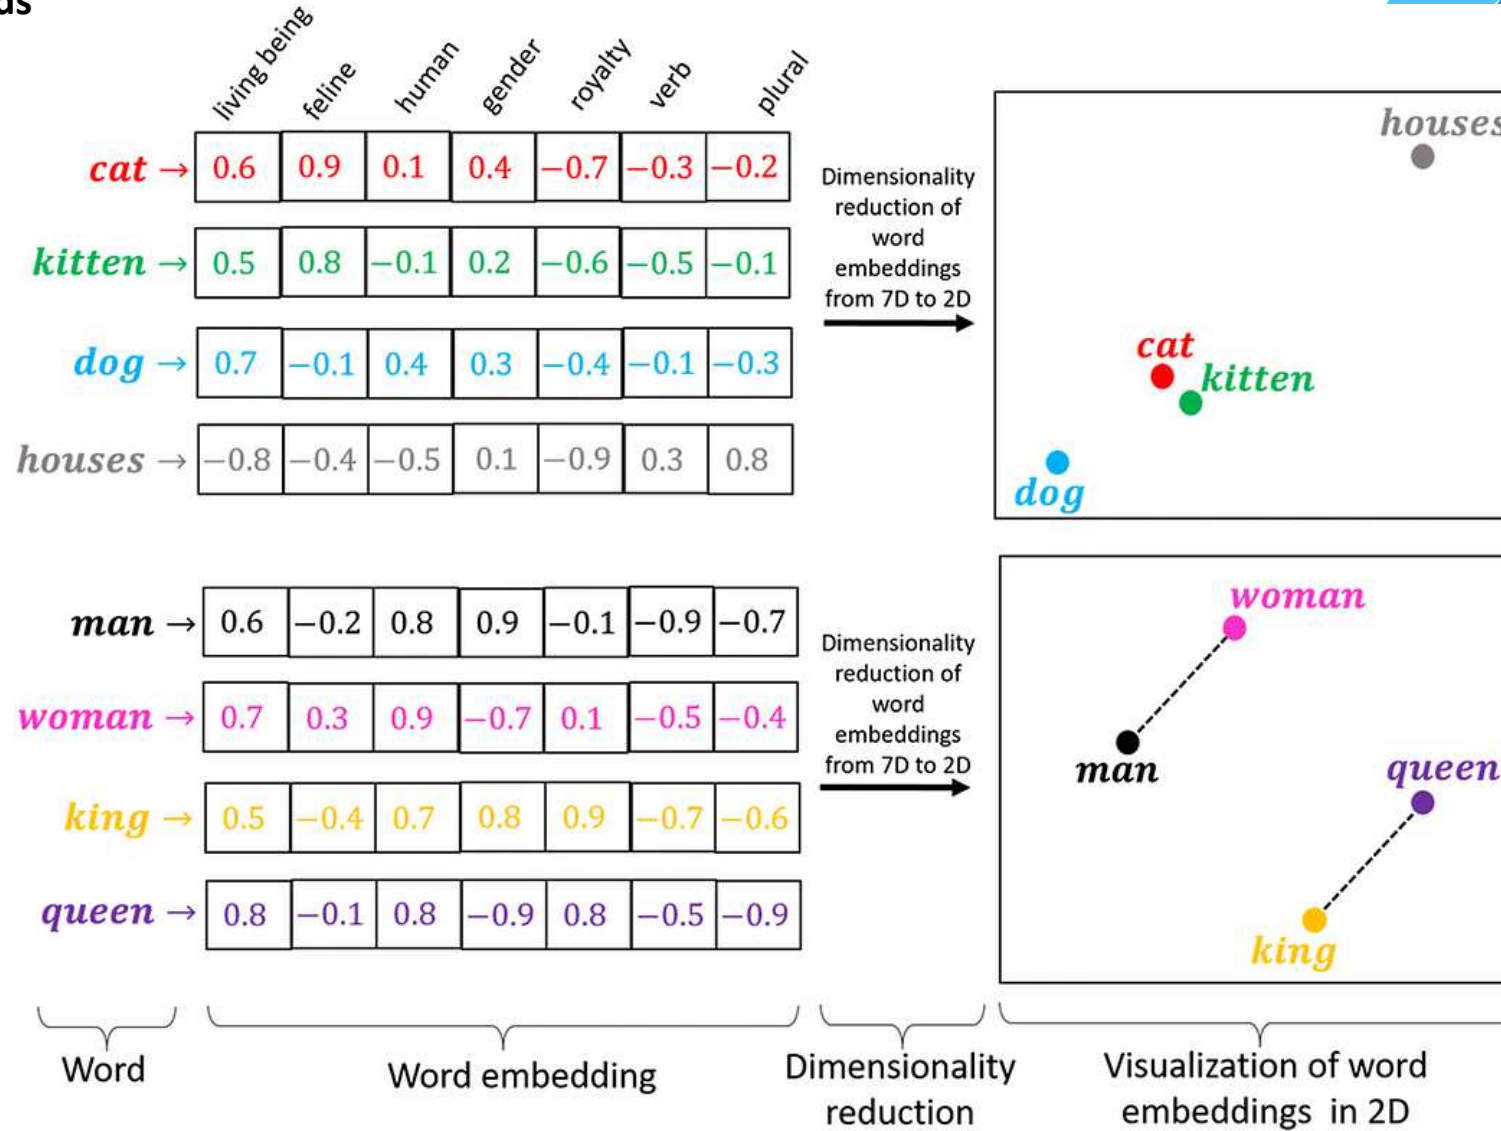 living being feline human gender royalty verb plural
cat → 0.6 0.9 0.1 0.4 −0.7 −0.3 −0.2
kitten → 0.5 0.8 −0.1 0.2 −0.6 −0.5 −0.1
dog → 0.7 −0.1 0.4 0.3 −0.4 −0.1 −0.3
houses → −0.8 −0.4 −0.5 0.1 −0.9 0.3 0.8
Dimensionality
reduction of
word
embeddings
from 7D to 2D
houses
cat
kitten
dog
man → 0.6 −0.2 0.8 0.9 −0.1 −0.9 −0.7
woman → 0.7 0.3 0.9 −0.7 0.1 −0.5 −0.4
king → 0.5 −0.4 0.7 0.8 0.9 −0.7 −0.6
queen → 0.8 −0.1 0.8 −0.9 0.8 −0.5 −0.9
Dimensionality
reduction of
word
embeddings
from 7D to 2D
woman
man
queen
king
Word
Word embedding
Dimensionality
reduction
Visualization of word
embeddings in 2D